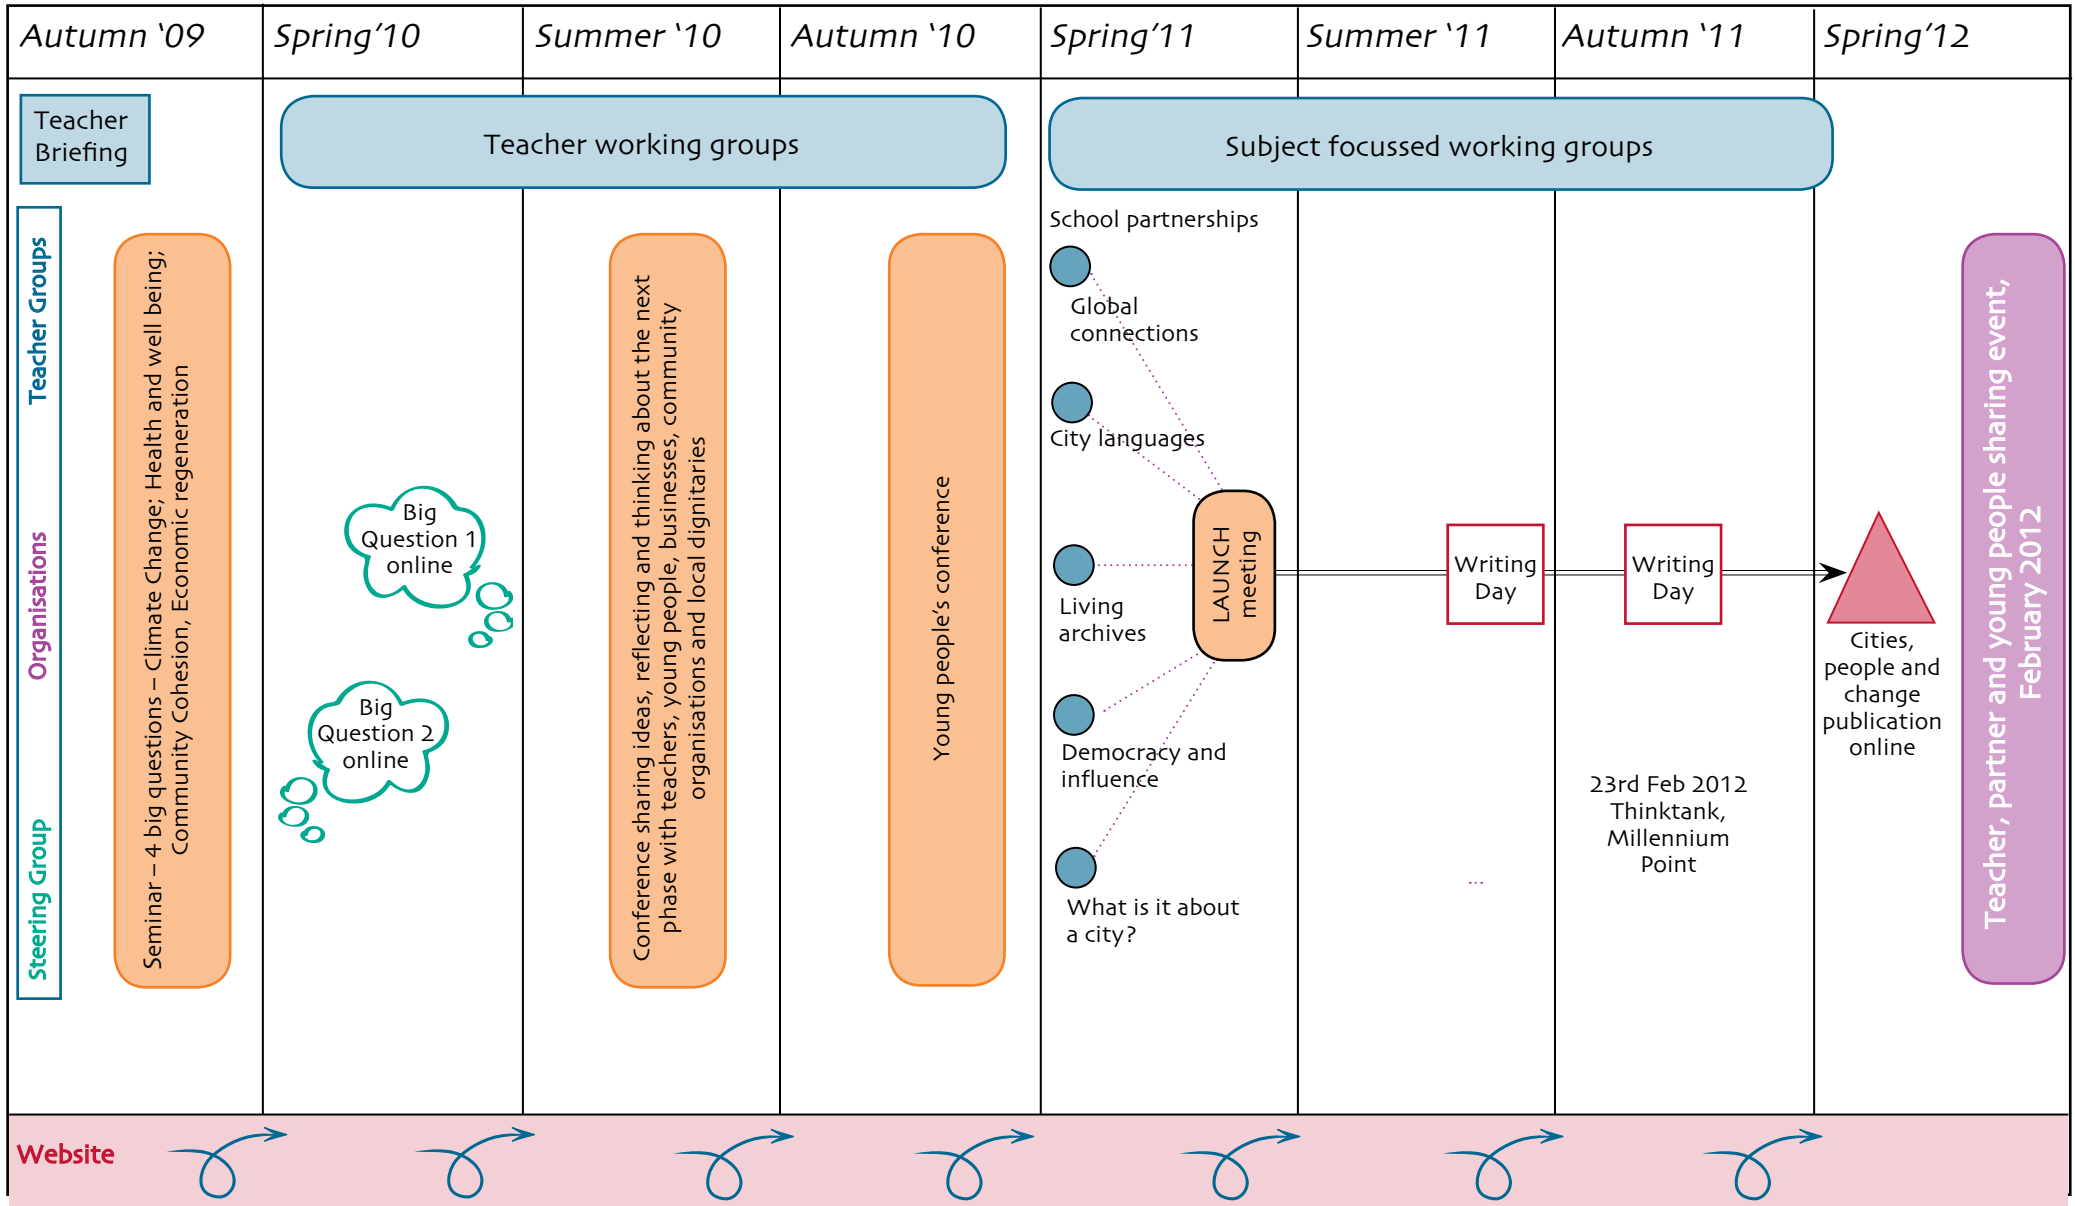 Autumn ‘09
Spring’10
Summer ‘10
Autumn ‘10
Spring’11
Summer ‘11
Autumn ‘11
Spring’12
Teacher
Briefing
Teacher working groups
Subject focussed working groups
Teacher Groups
Organisations
Steering Group
Seminar – 4 big questions – Climate Change; Health and well being;
Community Cohesion, Economic regeneration
Big
Question 1
online
Big
Question 2
online
Conference sharing ideas, reflecting and thinking about the next
phase with teachers, young people, businesses, community
organisations and local dignitaries
Young people’s conference
School partnerships
Global
connections
City languages
Living
archives
Democracy and
influence
What is it about
a city?
LAUNCH
meeting
Writing
Day
...
Writing
Day
23rd Feb 2012
Thinktank,
Millennium
Point
Cities,
people and
change
publication
online
Teacher, partner and young people sharing event,
February 2012
Website